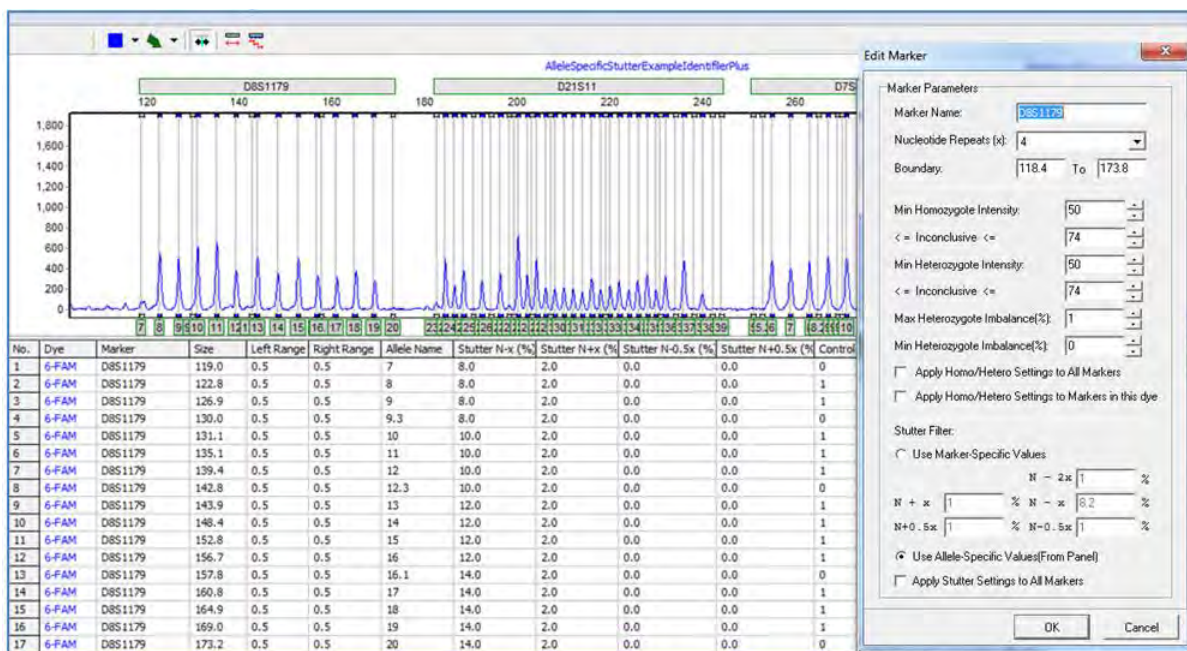 AlleleSpecificStutterExampleIdentifierPlus
D8S1179 D21S11 D7S
120 140 160 180 200 220 240 260
1,800
1,600
1,400
1,200
1,000
800
600
400
200
0
7 8 9 10 11 13 14 15 16 17 18 19 20 7 10
No. Dye Marker Size Left Range Right Range Allele Name Stutter N-x (%) Stutter N+x (%) Stutter N-0.5x (%) Stutter N+0.5x (%) Control
1 6-FAM D8S1179 119.0 0.5 0.5 7 8.0 2.0 0.0 0.0 0
2 6-FAM D8S1179 122.8 0.5 0.5 8 8.0 2.0 0.0 0.0 1
3 6-FAM D8S1179 126.9 0.5 0.5 9 8.0 2.0 0.0 0.0 1
4 6-FAM D8S1179 130.0 0.5 0.5 9.3 8.0 2.0 0.0 0.0 0
5 6-FAM D8S1179 131.1 0.5 0.5 10 10.0 2.0 0.0 0.0 1
6 6-FAM D8S1179 135.1 0.5 0.5 11 10.0 2.0 0.0 0.0 1
7 6-FAM D8S1179 139.4 0.5 0.5 12 10.0 2.0 0.0 0.0 1
8 6-FAM D8S1179 142.8 0.5 0.5 12.3 10.0 2.0 0.0 0.0 0
9 6-FAM D8S1179 143.9 0.5 0.5 13 12.0 2.0 0.0 0.0 1
10 6-FAM D8S1179 148.4 0.5 0.5 14 12.0 2.0 0.0 0.0 1
11 6-FAM D8S1179 152.8 0.5 0.5 15 12.0 2.0 0.0 0.0 1
12 6-FAM D8S1179 156.7 0.5 0.5 16 12.0 2.0 0.0 0.0 1
13 6-FAM D8S1179 157.8 0.5 0.5 16.1 14.0 2.0 0.0 0.0 0
14 6-FAM D8S1179 160.8 0.5 0.5 17 14.0 2.0 0.0 0.0 1
15 6-FAM D8S1179 164.9 0.5 0.5 18 14.0 2.0 0.0 0.0 1
16 6-FAM D8S1179 169.0 0.5 0.5 19 14.0 2.0 0.0 0.0 1
17 6-FAM D8S1179 173.2 0.5 0.5 20 14.0 2.0 0.0 0.0 0
Edit Marker
Marker Parameters
Marker Name: D8S1179
Nucleotide Repeats (x): 4
Boundary: 118.4 To 173.8
Min Homozygote Intensity: 50
< = Inconclusive <= 74
Min Heterozygote Intensity: 50
< = Inconclusive <= 74
Max Heterozygote Imbalance(%): 1
Min Heterozygote Imbalance(%): 0
Apply Homo/Hetero Settings to All Markers
Apply Homo/Hetero Settings to Markers in this dye
Stutter Filter:
Use Marker-Specific Values
N - 2x 1 %
N + x 1 % N - x 8.2 %
N+0.5x 1 % N-0.5x 1 %
Use Allele-Specific Values(From Panel)
Apply Stutter Settings to All Markers
OK Cancel